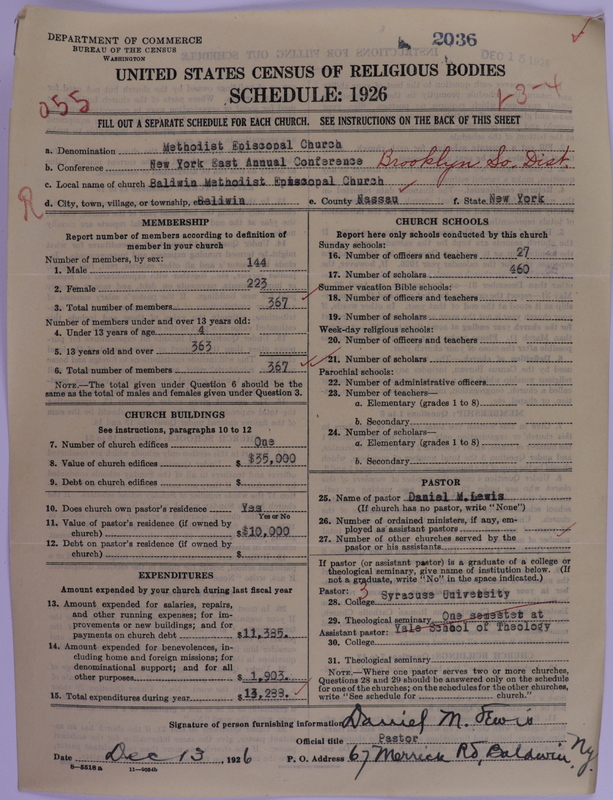 DEPARTMENT OF COMMERCE
BUREAU OF THE CENSUS
WASHINGTON
2036
DEC 15
UNITED STATES CENSUS OF RELIGIOUS BODIES
SCHEDULE: 1926
055
FILL OUT A SEPARATE SCHEDULE FOR EACH CHURCH. SEE INSTRUCTIONS ON THE BACK OF THIS SHEET
a. Denomination Methodist Episcopal Church
b. Conference New York East Annual Conference Brooklyn So. Dist.
c. Local name of church Baldwin Methodist Episcopal Church
R d. City, town, village, or township, Baldwin e. County Nassau f. State New York
MEMBERSHIP
Report number of members according to definition of
member in your church
Number of members, by sex:
1. Male 144
2. Female 223
3. Total number of members 367
Number of members under and over 13 years old:
4. Under 13 years of age 4
5. 13 years old and over 363
6. Total number of members 367
NOTE.—The total given under Question 6 should be the
same as the total of males and females given under Question 3.
CHURCH BUILDINGS
See instructions, paragraphs 10 to 12
7. Number of church edifices One
8. Value of church edifices $ $35,000
9. Debt on church edifices $
10. Does church own pastor's residence Yes
Yes or No
11. Value of pastor's residence (if owned by
church) $ $10,000
12. Debt on pastor's residence (if owned by
church) $
EXPENDITURES
Amount expended by your church during last fiscal year
13. Amount expended for salaries, repairs,
and other running expenses; for im-
provements or new buildings; and for
payments on church debt $ 11,385.
14. Amount expended for benevolences, in-
cluding home and foreign missions; for
denominational support; and for all
other purposes $ 1,903.
15. Total expenditures during year $ 13,288.
CHURCH SCHOOLS
Report here only schools conducted by this church
Sunday schools:
16. Number of officers and teachers 27
17. Number of scholars 460
Summer vacation Bible schools:
18. Number of officers and teachers
19. Number of scholars
Week-day religious schools:
20. Number of officers and teachers
21. Number of scholars
Parochial schools:
22. Number of administrative officers
23. Number of teachers—
a. Elementary (grades 1 to 8)
b. Secondary
24. Number of scholars—
a. Elementary (grades 1 to 8)
b. Secondary
PASTOR
25. Name of pastor Daniel M. Lewis
(If church has no pastor, write "None")
26. Number of ordained ministers, if any, em-
ployed as assistant pastors
27. Number of other churches served by the
pastor or his assistants
If pastor (or assistant pastor) is a graduate of a college or
theological seminary, give name of institution below. (If
not a graduate, write "No" in the space indicated.)
Pastor: 3
28. College Syracuse University
29. Theological seminary One semester at
Assistant pastor: Yale School of Theology
30. College
31. Theological seminary
NOTE.—Where one pastor serves two or more churches,
Questions 28 and 29 should be answered only on the schedule
for one of the churches; on the schedules for the other churches,
write "See schedule for church."
Signature of person furnishing information Daniel M. Lewis
Official title Pastor
Date Dec 13, 1926 P. O. Address 67 Merrick Rd, Baldwin, Ny.
8—5518a 11—9084b